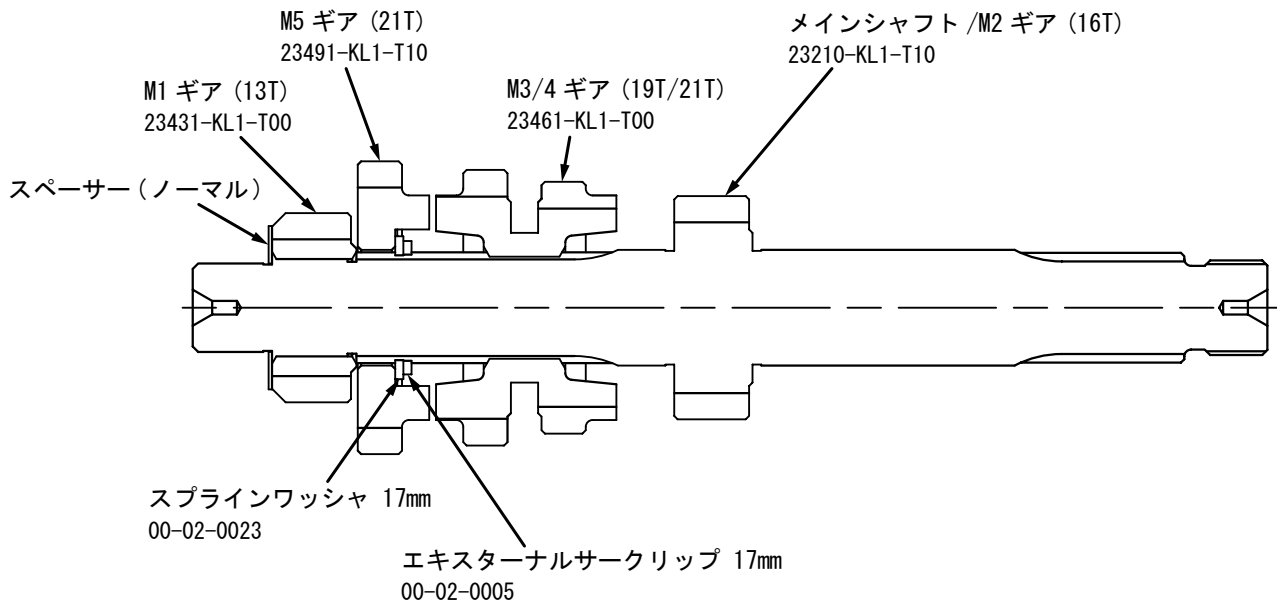 M5 ギア (21T)
23491-KL1-T10
メインシャフト /M2 ギア (16T)
23210-KL1-T10
M1 ギア (13T)
23431-KL1-T00
M3/4 ギア (19T/21T)
23461-KL1-T00
スペーサー(ノーマル)
スプラインワッシャ 17mm
00-02-0023
エキスターナルサークリップ 17mm
00-02-0005